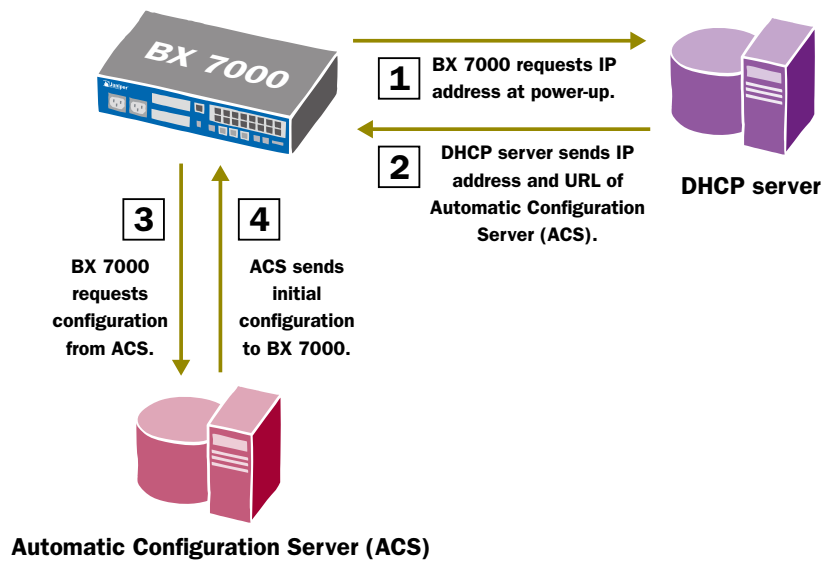 BX 7000
Juniper
1
BX 7000 requests IP
address at power-up.
2
DHCP server sends IP
address and URL of
Automatic Configuration
Server (ACS).
DHCP server
3
BX 7000
requests
configuration
from ACS.
4
ACS sends
initial
configuration
to BX 7000.
Automatic Configuration Server (ACS)